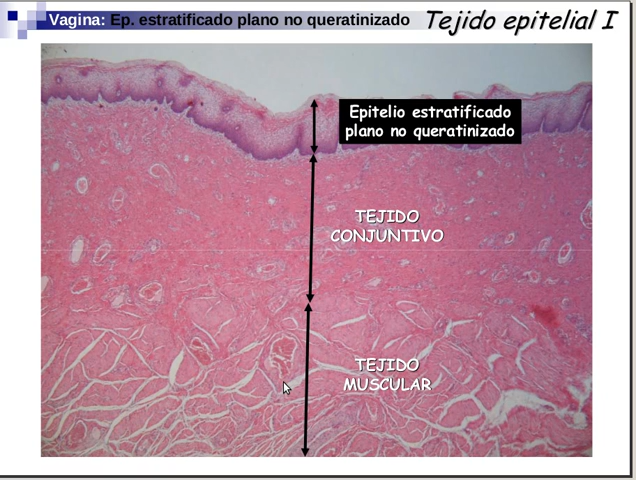 Vagina: Ep. estratificado plano no queratinizado
Tejido epitelial I
Epitelio estratificado
plano no queratinizado
TEJIDO
CONJUNTIVO
TEJIDO
MUSCULAR